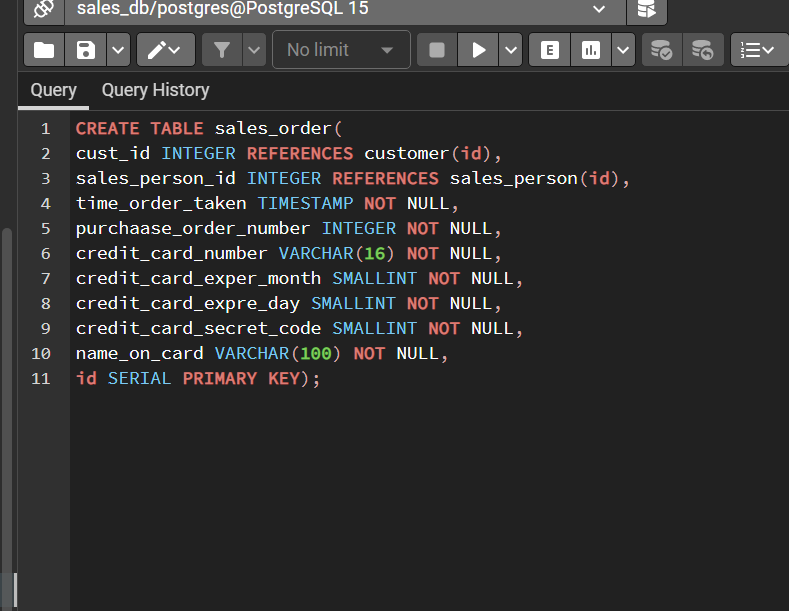 sales_db/postgres@PostgreSQL 15
No limit
E
Query Query History
1 CREATE TABLE sales_order(
2 cust_id INTEGER REFERENCES customer(id),
3 sales_person_id INTEGER REFERENCES sales_person(id),
4 time_order_taken TIMESTAMP NOT NULL,
5 purchaase_order_number INTEGER NOT NULL,
6 credit_card_number VARCHAR(16) NOT NULL,
7 credit_card_exper_month SMALLINT NOT NULL,
8 credit_card_expre_day SMALLINT NOT NULL,
9 credit_card_secret_code SMALLINT NOT NULL,
10 name_on_card VARCHAR(100) NOT NULL,
11 id SERIAL PRIMARY KEY);